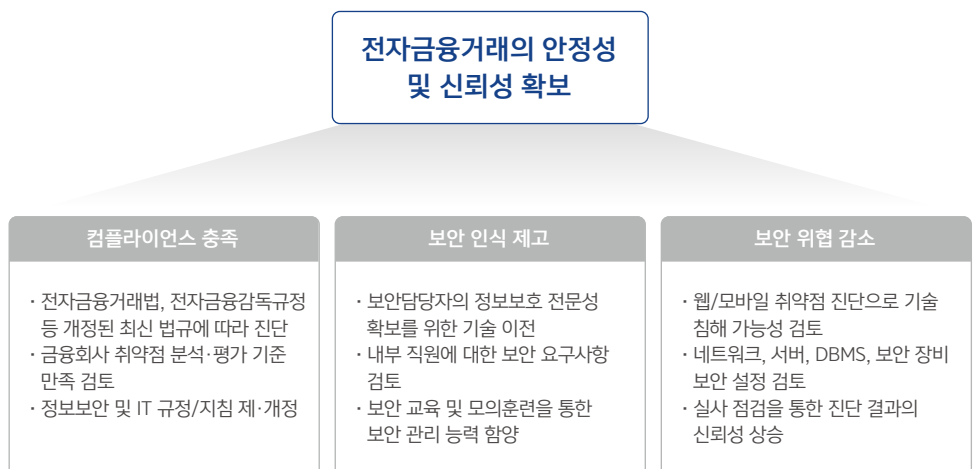 전자금융거래의 안정성
및 신뢰성 확보
컴플라이언스 충족
· 전자금융거래법, 전자금융감독규정
등 개정된 최신 법규에 따라 진단
· 금융회사 취약점 분석·평가 기준
만족 검토
· 정보보안 및 IT 규정/지침 제·개정
보안 인식 제고
· 보안담당자의 정보보호 전문성
확보를 위한 기술 이전
· 내부 직원에 대한 보안 요구사항
검토
· 보안 교육 및 모의훈련을 통한
보안 관리 능력 함양
보안 위협 감소
· 웹/모바일 취약점 진단으로 기술
침해 가능성 검토
· 네트워크, 서버, DBMS, 보안 장비
보안 설정 검토
· 실사 점검을 통한 진단 결과의
신뢰성 상승